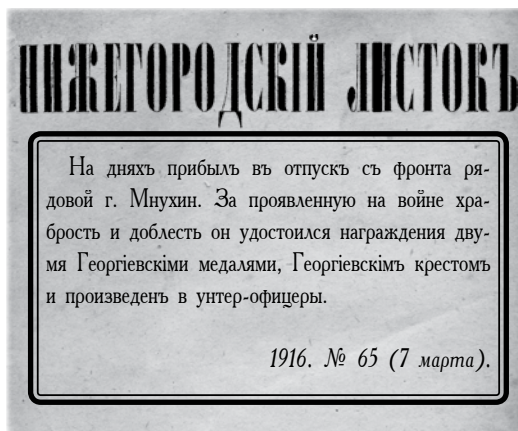 НИЖЕГОРОДСКІЙ ЛИСТОКЪ
На дняхъ прибылъ въ отпускъ съ фронта ря-
довой г. Мнухин. За проявленную на войне хра-
брость и доблесть он удостоился награждения дву-
мя Георгіевскіми медалями, Георгіевскімъ крестомъ
и произведенъ в унтер-офицеры.
1916. № 65 (7 марта).